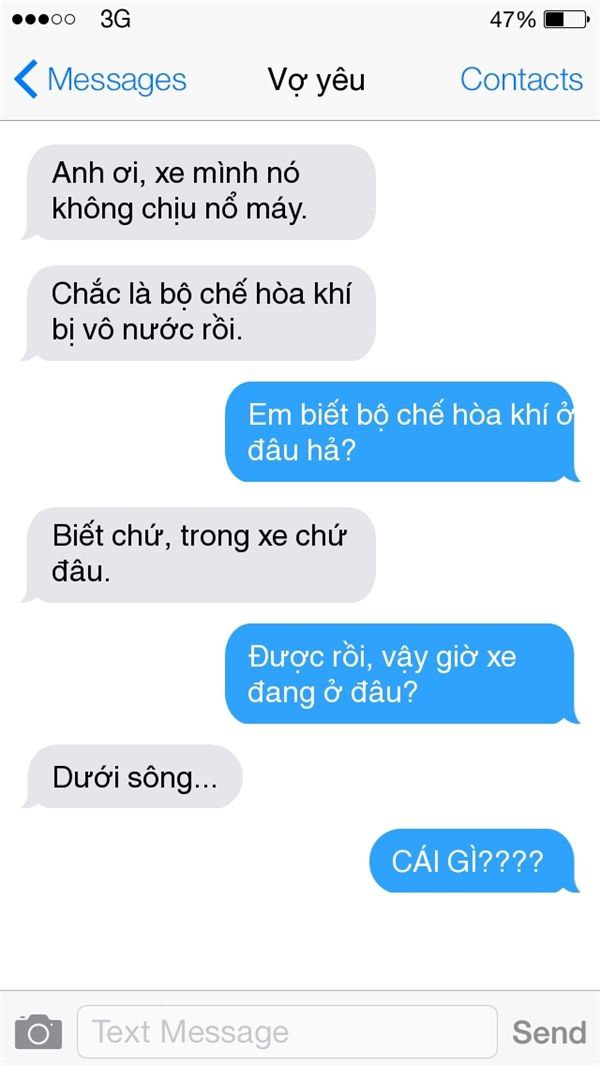 3G 47%
Messages Vợ yêu Contacts
Anh ơi, xe mình nó
không chịu nổ máy.
Chắc là bộ chế hòa khí
bị vô nước rồi.
Em biết bộ chế hòa khí ở
đâu hả?
Biết chứ, trong xe chứ
đâu.
Được rồi, vậy giờ xe
đang ở đâu?
Dưới sông...
CÁI GÌ????
Text Message Send